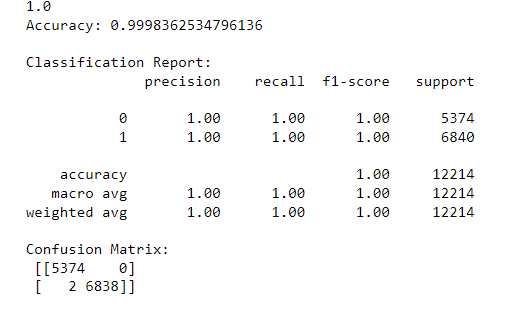 1.0
Accuracy: 0.9998362534796136
Classification Report:
precision recall f1-score support
0 1.00 1.00 1.00 5374
1 1.00 1.00 1.00 6840
accuracy 1.00 12214
macro avg 1.00 1.00 1.00 12214
weighted avg 1.00 1.00 1.00 12214
Confusion Matrix:
[[5374 0]
[ 2 6838]]